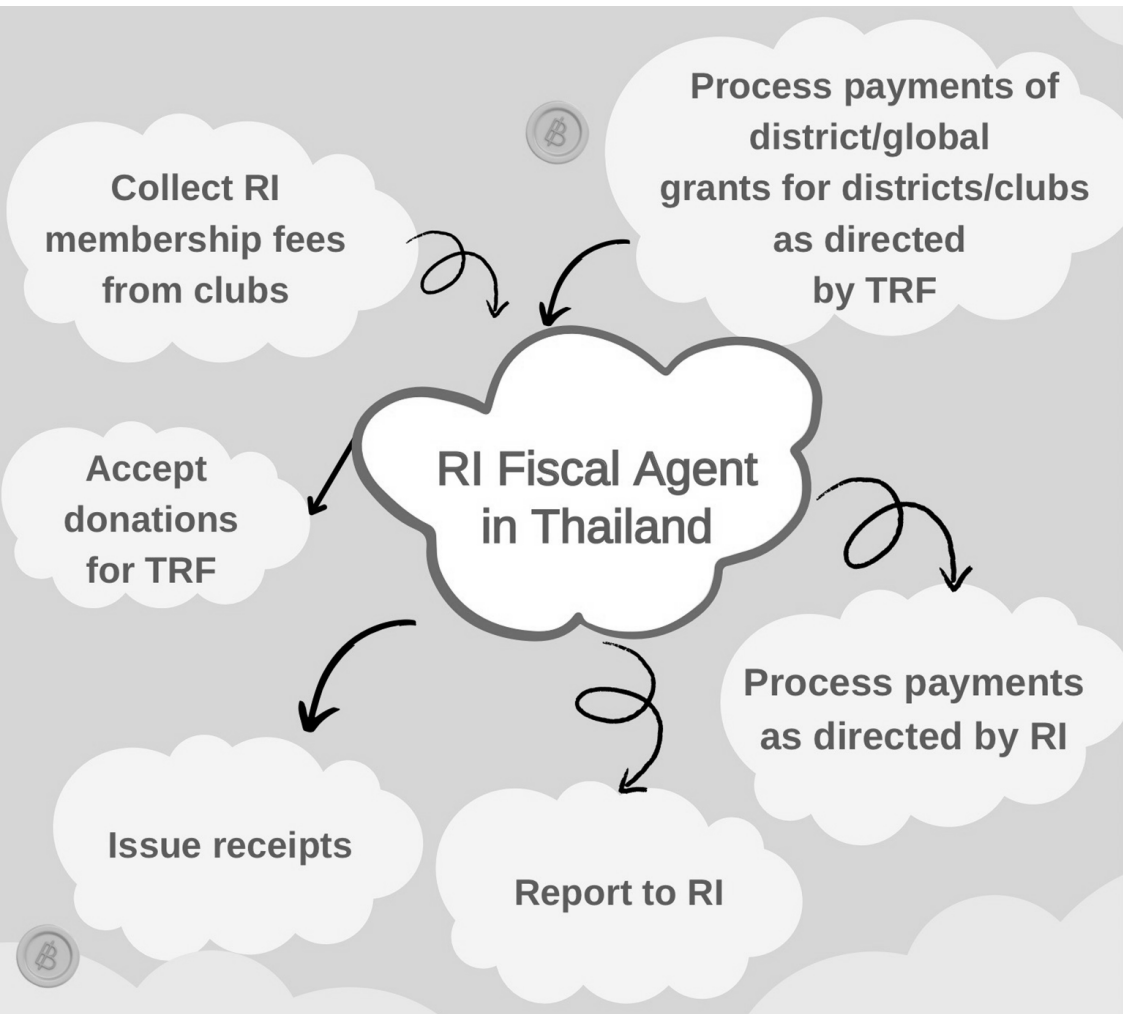 Collect RI
membership fees
from clubs
Process payments of
district/global
grants for districts/clubs
as directed
by TRF
RI Fiscal Agent
in Thailand
Accept
donations
for TRF
Process payments
as directed by RI
Issue receipts
Report to RI